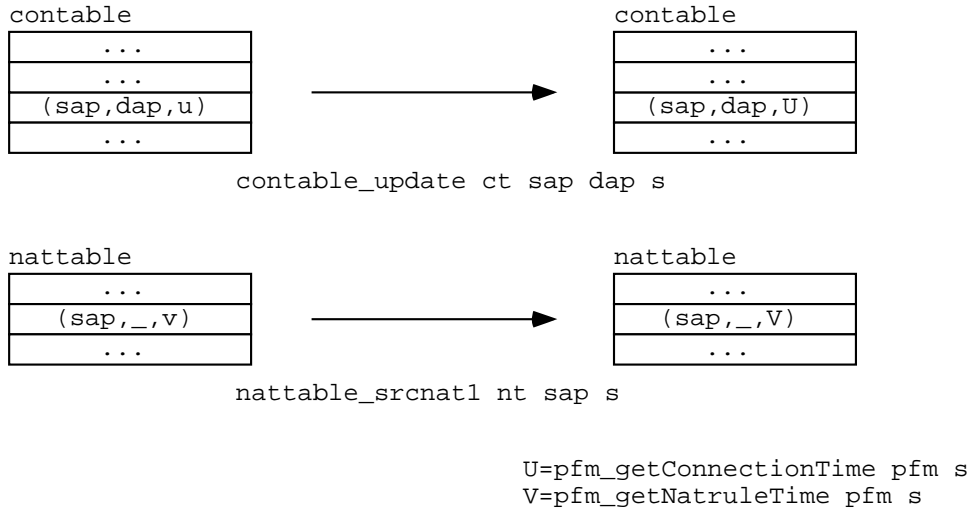 contable contable
... ...
... ...
(sap,dap,u) (sap,dap,U)
... ...
contable_update ct sap dap s
nattable nattable
... ...
(sap,_,v) (sap,_,V)
... ...
nattable_srcnat1 nt sap s
U=pfm_getConnectionTime pfm s
V=pfm_getNatruleTime pfm s